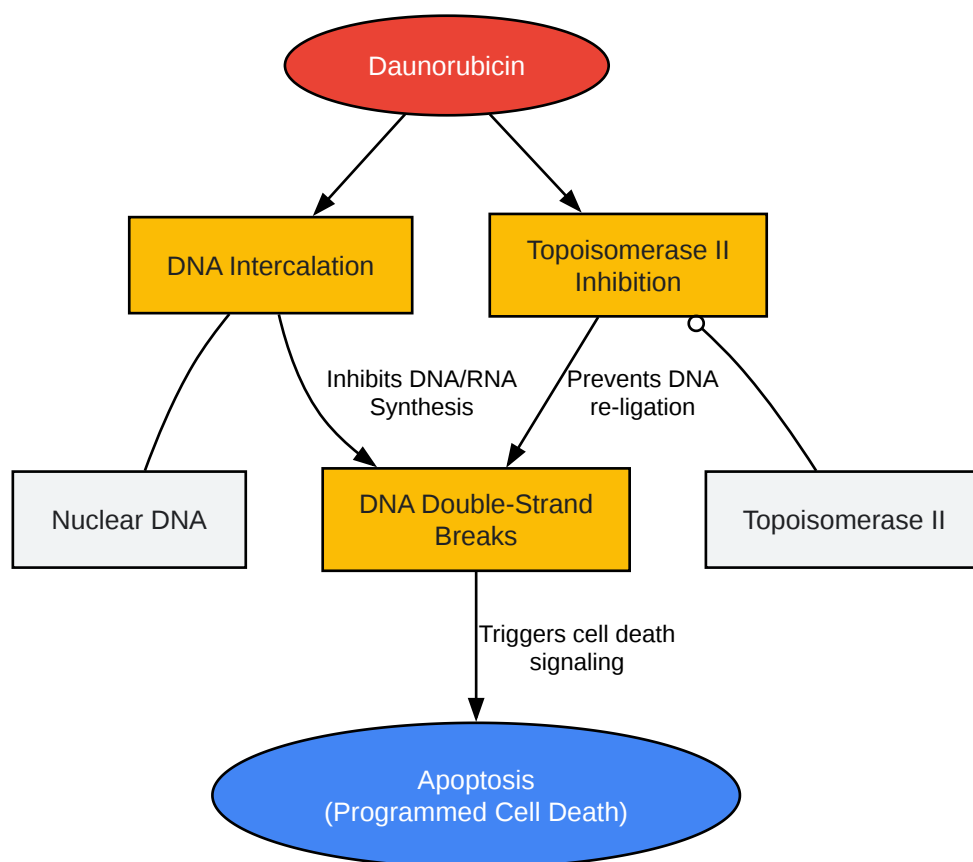 Daunorubicin
DNA Intercalation
Topoisomerase II
Inhibition
Inhibits DNA/RNA
Synthesis
Prevents DNA
re-ligation
Nuclear DNA
DNA Double-Strand
Breaks
Topoisomerase II
Triggers cell death
signaling
Apoptosis
(Programmed Cell Death)